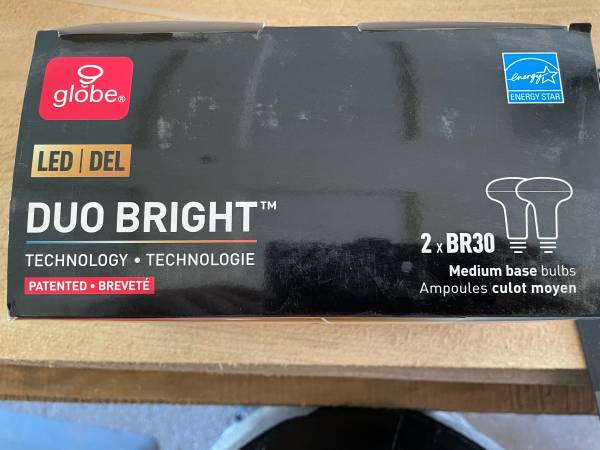 globe®
energy
ENERGY STAR
LED | DEL
DUO BRIGHT™
TECHNOLOGY • TECHNOLOGIE
PATENTED • BREVETÉ
2 x BR30
Medium base bulbs
Ampoules culot moyen